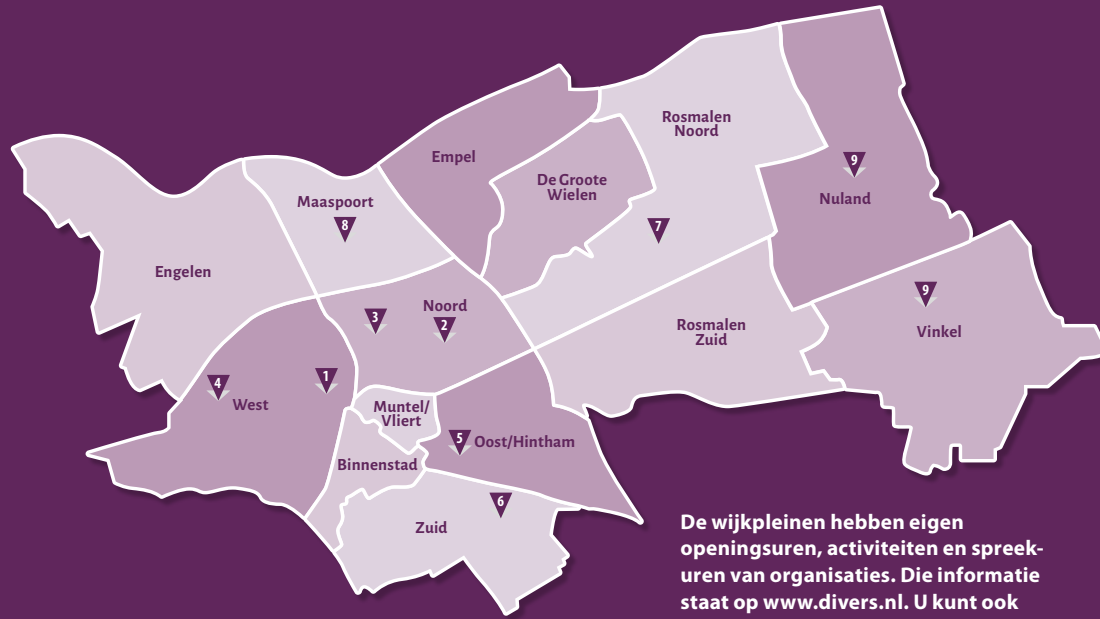 Rosmalen
Noord
Empel
9
De Groote
Wielen
Nuland
Maaspoort
8
7
Engelen
9
Noord
3
2
Rosmalen
Zuid
Vinkel
1
4
West
Muntel/
Vliert
5
Oost/Hintham
Binnenstad
6
Zuid
De wijkpleinen hebben eigen
openingsuren, activiteiten en spreek-
uren van organisaties. Die informatie
staat op www.divers.nl. U kunt ook